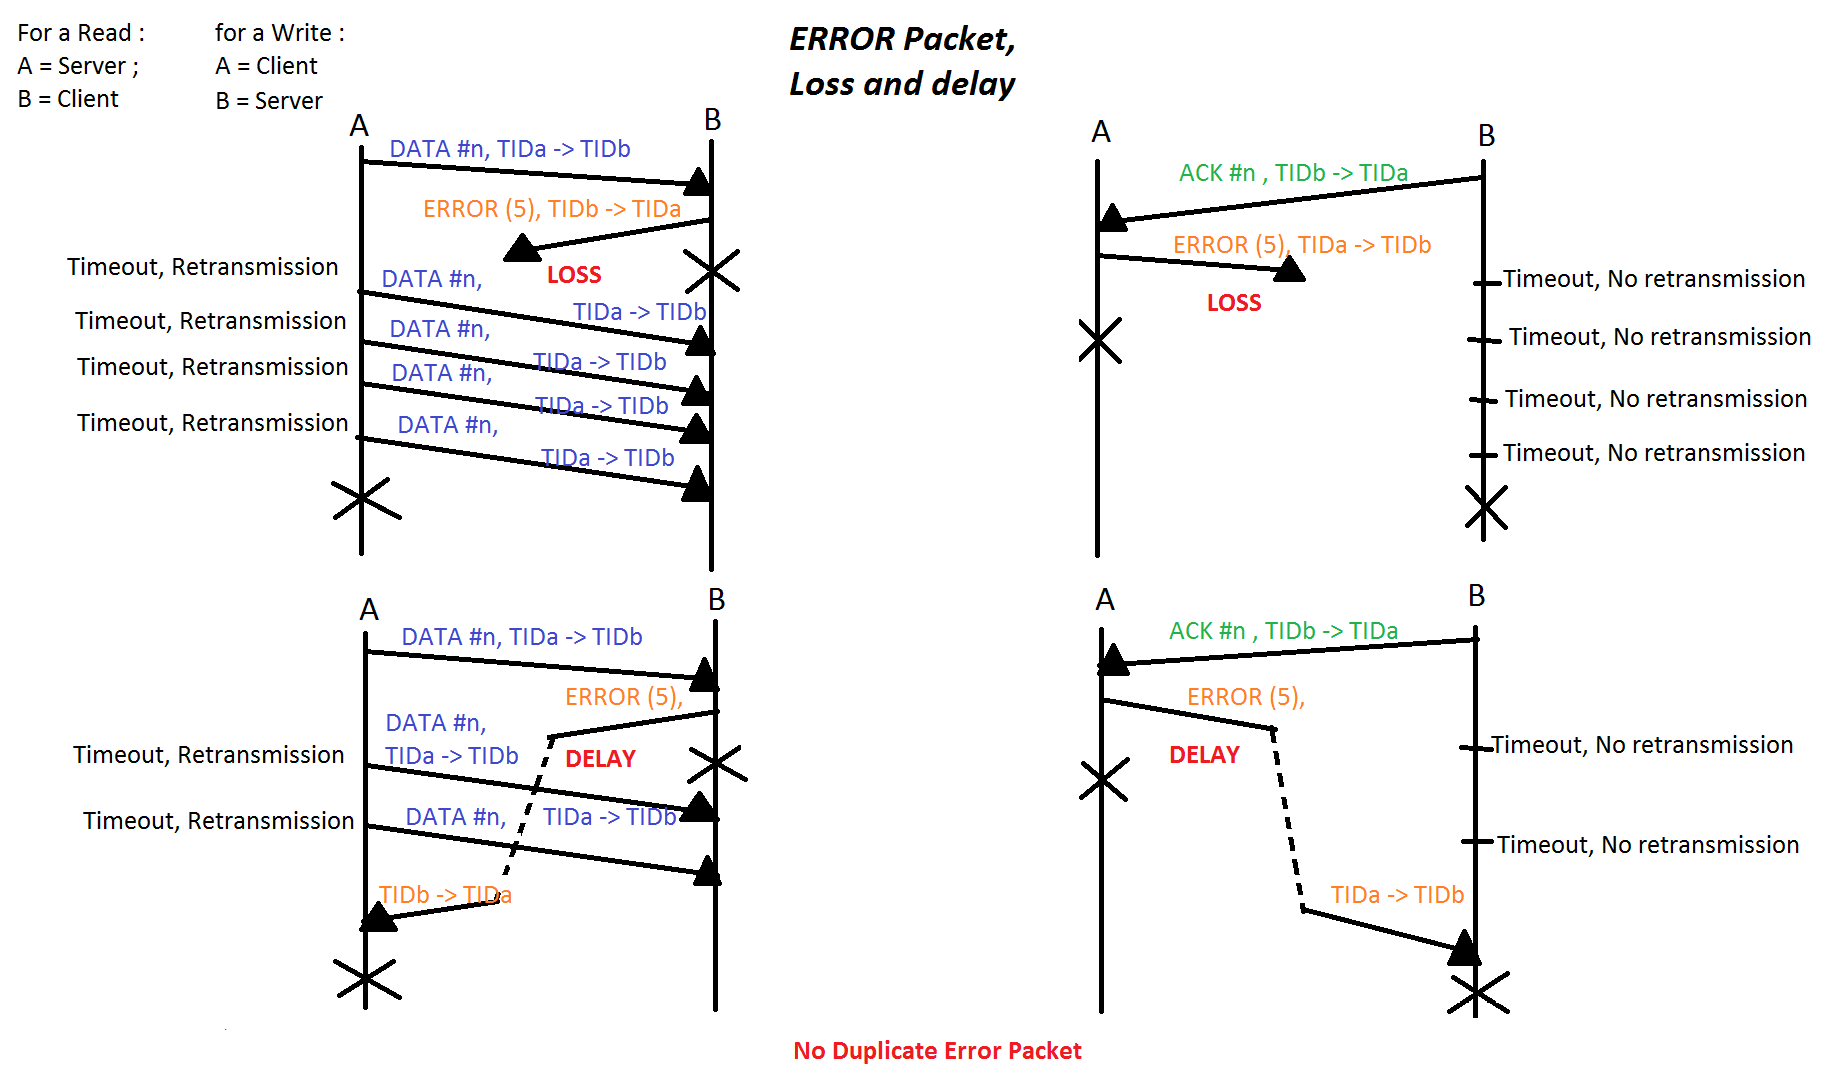 For a Read :
A = Server ;
B = Client
for a Write :
A = Client
B = Server
ERROR Packet,
Loss and delay
A
B
DATA #n, TIDa -> TIDb
ERROR (5), TIDb -> TIDa
LOSS
Timeout, Retransmission
DATA #n,
TIDa -> TIDb
Timeout, Retransmission
DATA #n,
TIDa -> TIDb
Timeout, Retransmission
DATA #n,
TIDa -> TIDb
Timeout, Retransmission
DATA #n,
TIDa -> TIDb
A
B
ACK #n , TIDb -> TIDa
ERROR (5), TIDa -> TIDb
LOSS
Timeout, No retransmission
Timeout, No retransmission
Timeout, No retransmission
Timeout, No retransmission
A
B
DATA #n, TIDa -> TIDb
ERROR (5),
DELAY
DATA #n,
TIDa -> TIDb
Timeout, Retransmission
DATA #n,
TIDa -> TIDb
Timeout, Retransmission
TIDb -> TIDa
A
B
ACK #n , TIDb -> TIDa
ERROR (5),
DELAY
Timeout, No retransmission
Timeout, No retransmission
TIDa -> TIDb
No Duplicate Error Packet